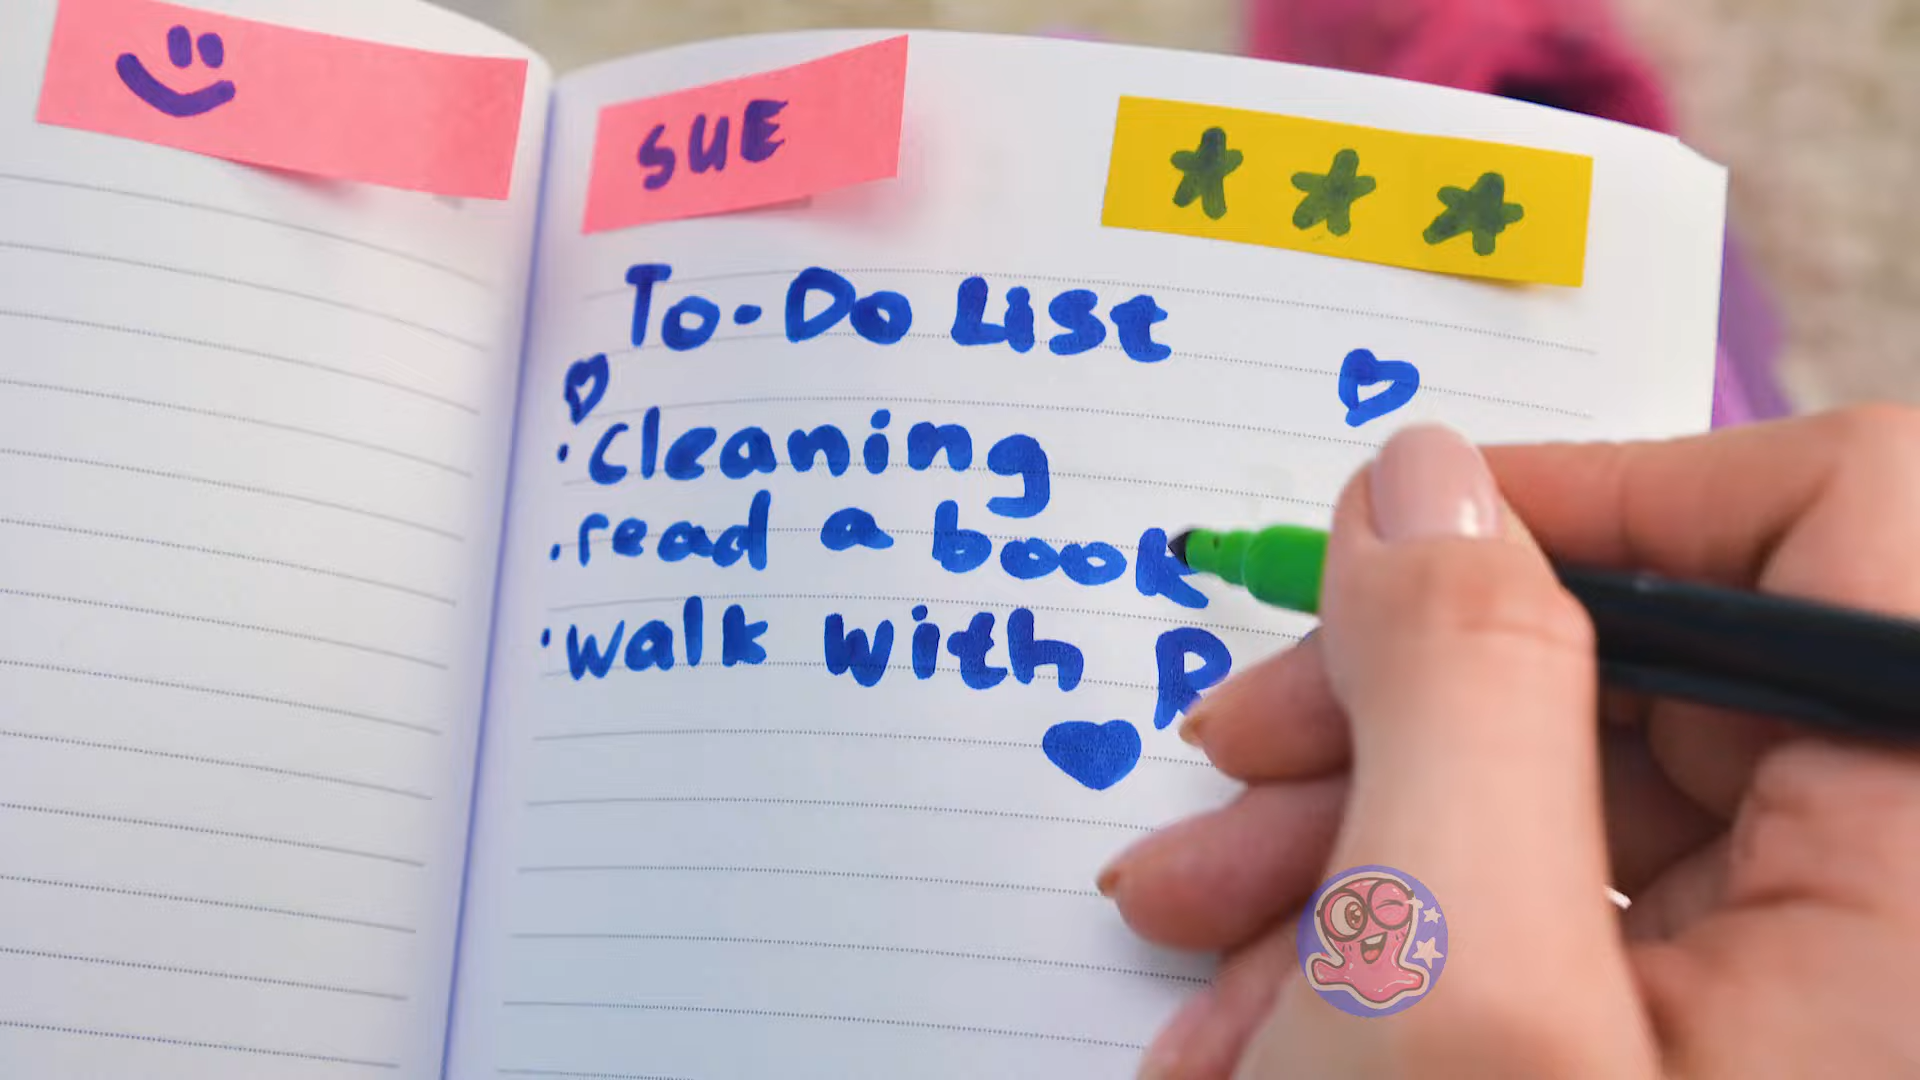 SUE
To-Do List
• cleaning
• read a book
• walk with R